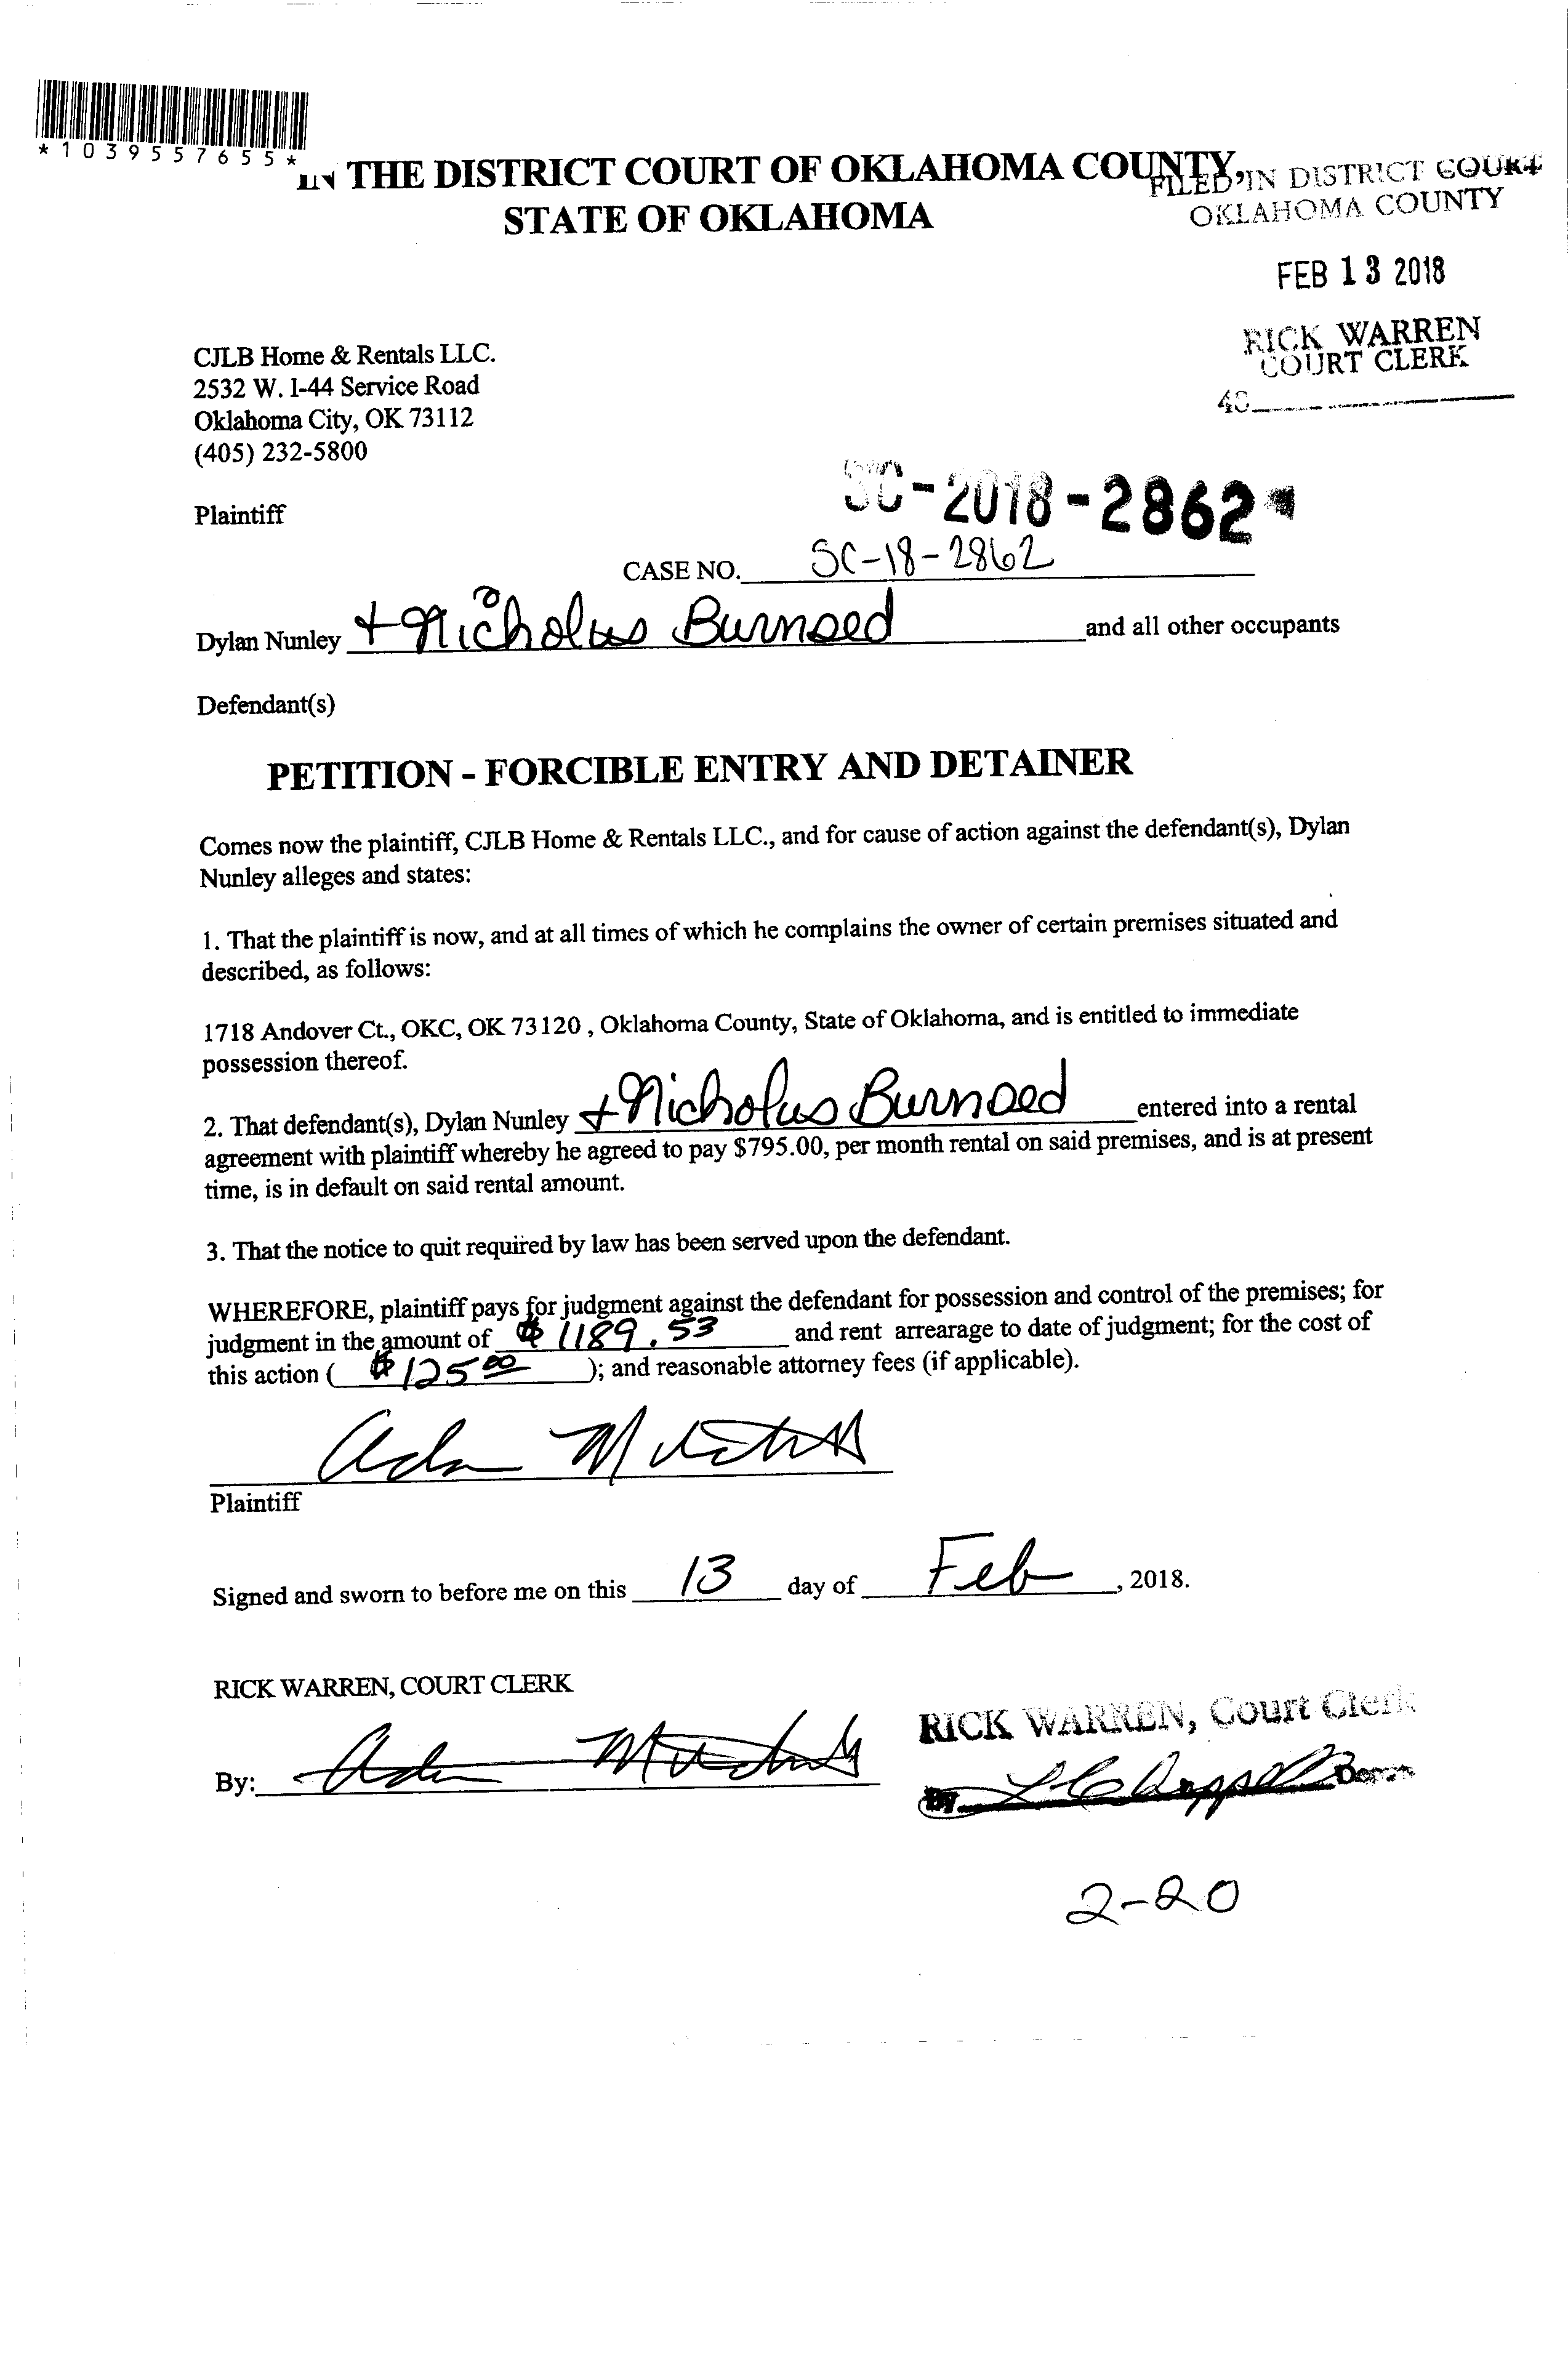 *1039557655*
IN THE DISTRICT COURT OF OKLAHOMA COUNTY,
STATE OF OKLAHOMA
FILED IN DISTRICT COURT
OKLAHOMA COUNTY
FEB 13 2018
RICK WARREN
COURT CLERK
CJLB Home & Rentals LLC.
2532 W. I-44 Service Road
Oklahoma City, OK 73112
(405) 232-5800
Plaintiff
SC-2018-2862
CASE NO. SC-18-2862
Dylan Nunley + Nicholus Burnsed and all other occupants
Defendant(s)
PETITION - FORCIBLE ENTRY AND DETAINER
Comes now the plaintiff, CJLB Home & Rentals LLC., and for cause of action against the defendant(s), Dylan
Nunley alleges and states:
1. That the plaintiff is now, and at all times of which he complains the owner of certain premises situated and
described, as follows:
1718 Andover Ct., OKC, OK 73120 , Oklahoma County, State of Oklahoma, and is entitled to immediate
possession thereof.
2. That defendant(s), Dylan Nunley + Nicholus Burnsed entered into a rental
agreement with plaintiff whereby he agreed to pay $795.00, per month rental on said premises, and is at present
time, is in default on said rental amount.
3. That the notice to quit required by law has been served upon the defendant.
WHEREFORE, plaintiff pays for judgment against the defendant for possession and control of the premises; for
judgment in the amount of $1189.53 and rent arrearage to date of judgment; for the cost of
this action ( $125.00 ); and reasonable attorney fees (if applicable).
Plaintiff
Signed and sworn to before me on this 13 day of Feb , 2018.
RICK WARREN, COURT CLERK
RICK WARREN, Court Clerk
By:
By
2-20